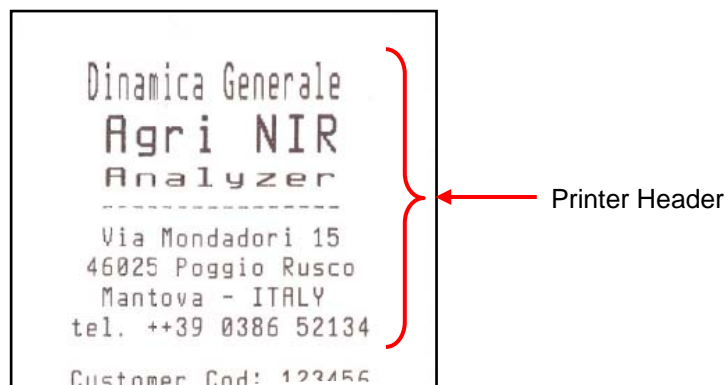 Dinamica Generale
Agri NIR
Analyzer
-----------------
Via Mondadori 15
46025 Poggio Rusco
Mantova - ITALY
tel. ++39 0386 52134
Customer Cod: 123456
Printer Header